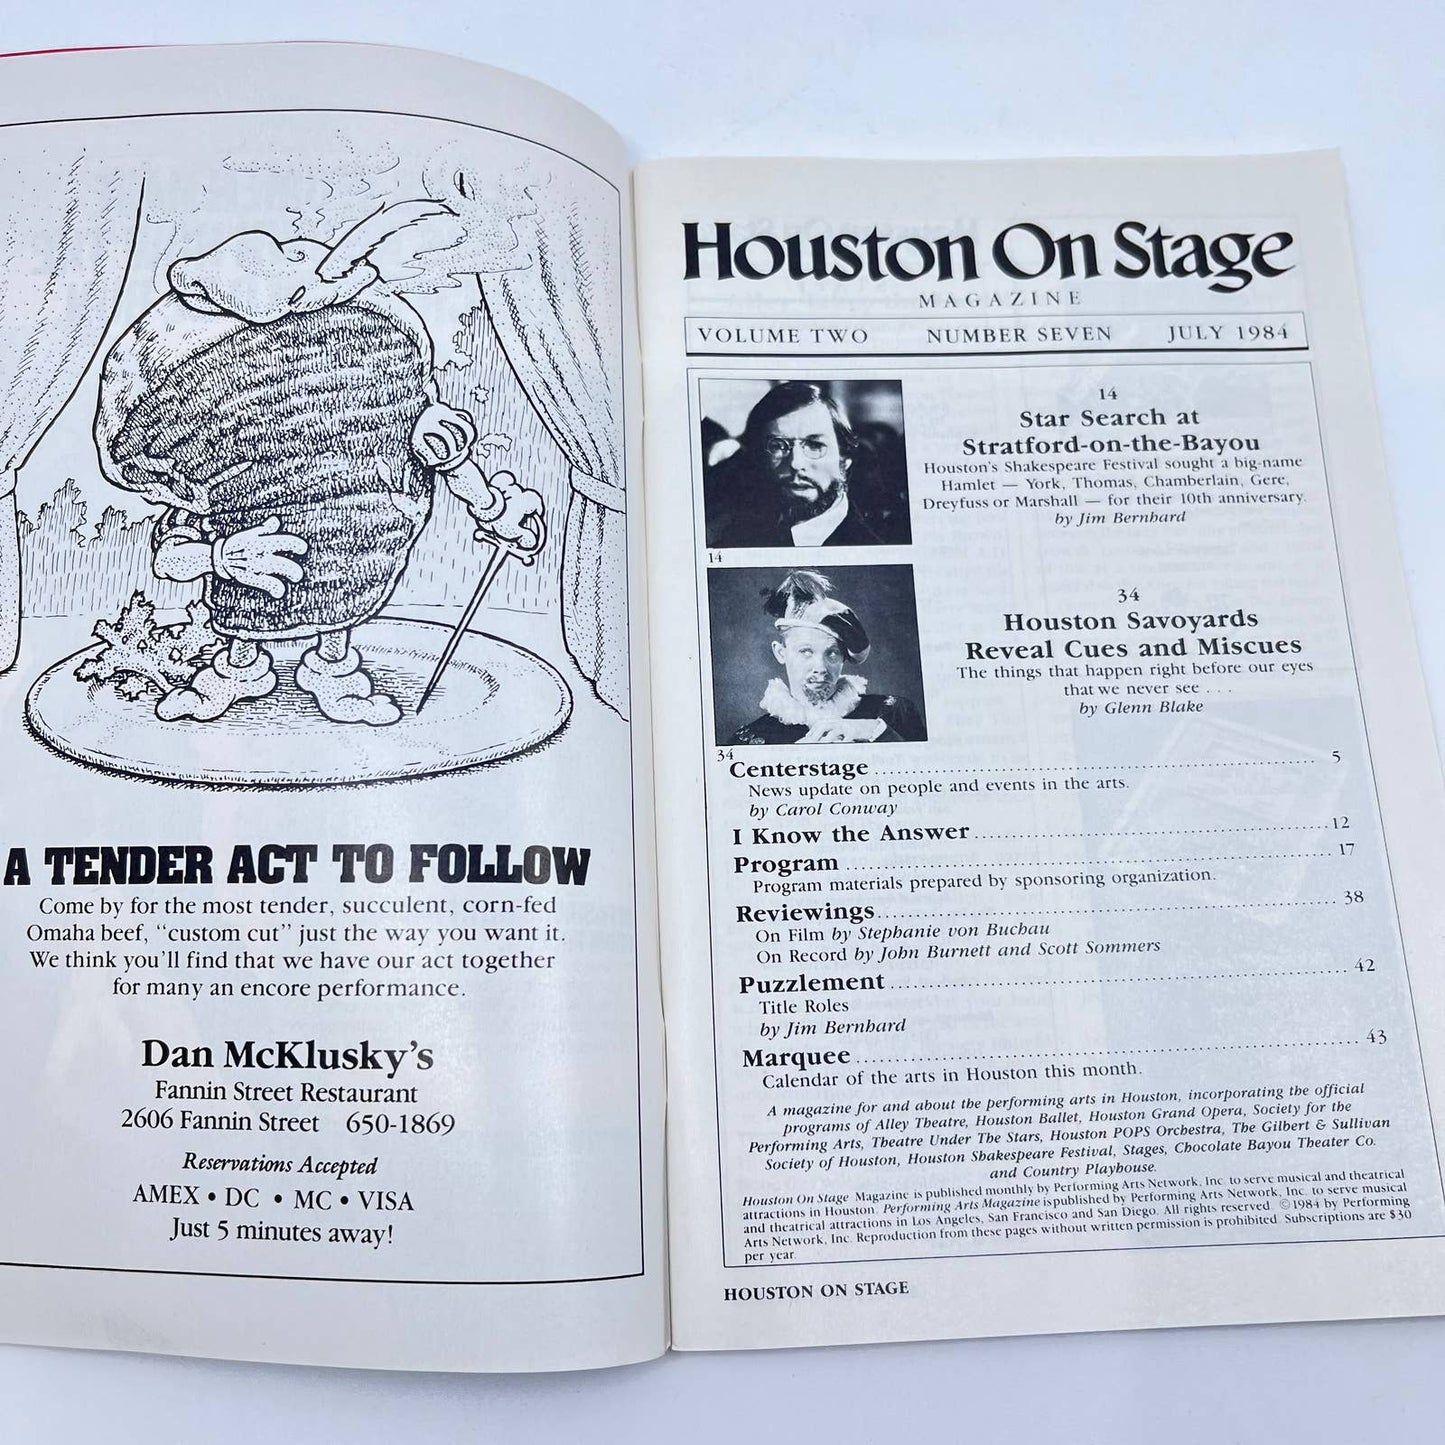 A TENDER ACT TO FOLLOW
Come by for the most tender, succulent, corn-fed
Omaha beef, “custom cut” just the way you want it.
We think you’ll find that we have our act together
for many an encore performance.
Dan McKlusky’s
Fannin Street Restaurant
2606 Fannin Street 650-1869
Reservations Accepted
AMEX • DC • MC • VISA
Just 5 minutes away!
Houston On Stage
MAGAZINE
VOLUME TWO NUMBER SEVEN JULY 1984
14
Star Search at
Stratford-on-the-Bayou
Houston’s Shakespeare Festival sought a big-name
Hamlet — York, Thomas, Chamberlain, Gere,
Dreyfuss or Marshall — for their 10th anniversary.
by Jim Bernhard
14
34
Houston Savoyards
Reveal Cues and Miscues
The things that happen right before our eyes
that we never see . . .
by Glenn Blake
34
Centerstage 5
News update on people and events in the arts.
by Carol Conway
I Know the Answer 12
Program 17
Program materials prepared by sponsoring organization.
Reviewings 38
On Film by Stephanie von Buchau
On Record by John Burnett and Scott Sommers
Puzzlement 42
Title Roles
by Jim Bernhard
Marquee 43
Calendar of the arts in Houston this month.
A magazine for and about the performing arts in Houston, incorporating the official
programs of Alley Theatre, Houston Ballet, Houston Grand Opera, Society for the
Performing Arts, Theatre Under The Stars, Houston POPS Orchestra, The Gilbert & Sullivan
Society of Houston, Houston Shakespeare Festival, Stages, Chocolate Bayou Theater Co.
and Country Playhouse.
Houston On Stage Magazine is published monthly by Performing Arts Network, Inc. to serve musical and theatrical
attractions in Houston. Performing Arts Magazine is published by Performing Arts Network, Inc. to serve musical
and theatrical attractions in Los Angeles, San Francisco and San Diego. All rights reserved. ©1984 by Performing
Arts Network, Inc. Reproduction from these pages without written permission is prohibited. Subscriptions are $30
per year.
HOUSTON ON STAGE